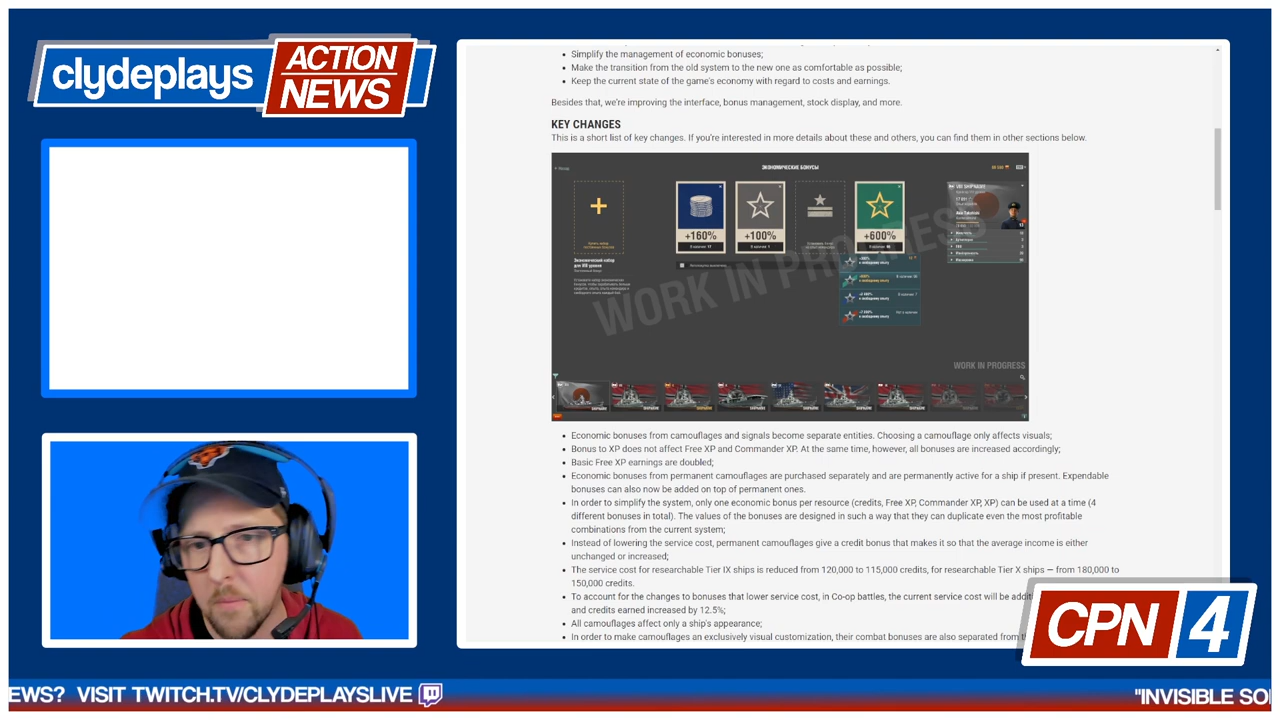 clydeplays
ACTION
NEWS
Simplify the management of economic bonuses;
Make the transition from the old system to the new one as comfortable as possible;
Keep the current state of the game's economy with regard to costs and earnings.
Besides that, we're improving the interface, bonus management, stock display, and more.
KEY CHANGES
This is a short list of key changes. If you're interested in more details about these and others, you can find them in other sections below.
ЭКОНОМИЧЕСКИЕ БОНУСЫ
+160%
+100%
+600%
WORK IN PROGRESS
WORK IN PROGRESS
Economic bonuses from camouflages and signals become separate entities. Choosing a camouflage only affects visuals;
Bonus to XP does not affect Free XP and Commander XP. At the same time, however, all bonuses are increased accordingly;
Basic Free XP earnings are doubled;
Economic bonuses from permanent camouflages are purchased separately and are permanently active for a ship if present. Expendable
bonuses can also now be added on top of permanent ones.
In order to simplify the system, only one economic bonus per resource (credits, Free XP, Commander XP, XP) can be used at a time (4
different bonuses in total). The values of the bonuses are designed in such a way that they can duplicate even the most profitable
combinations from the current system;
Instead of lowering the service cost, permanent camouflages give a credit bonus that makes it so that the average income is either
unchanged or increased;
The service cost for researchable Tier IX ships is reduced from 120,000 to 115,000 credits, for researchable Tier X ships — from 180,000 to
150,000 credits.
To account for the changes to bonuses that lower service cost, in Co-op battles, the current service cost will be
and credits earned increased by 12.5%;
All camouflages affect only a ship's appearance;
In order to make camouflages an exclusively visual customization, their combat bonuses are also separated from
CPN 4
EWS? VISIT TWITCH.TV/CLYDEPLAYSLIVE
"INVISIBLE SO